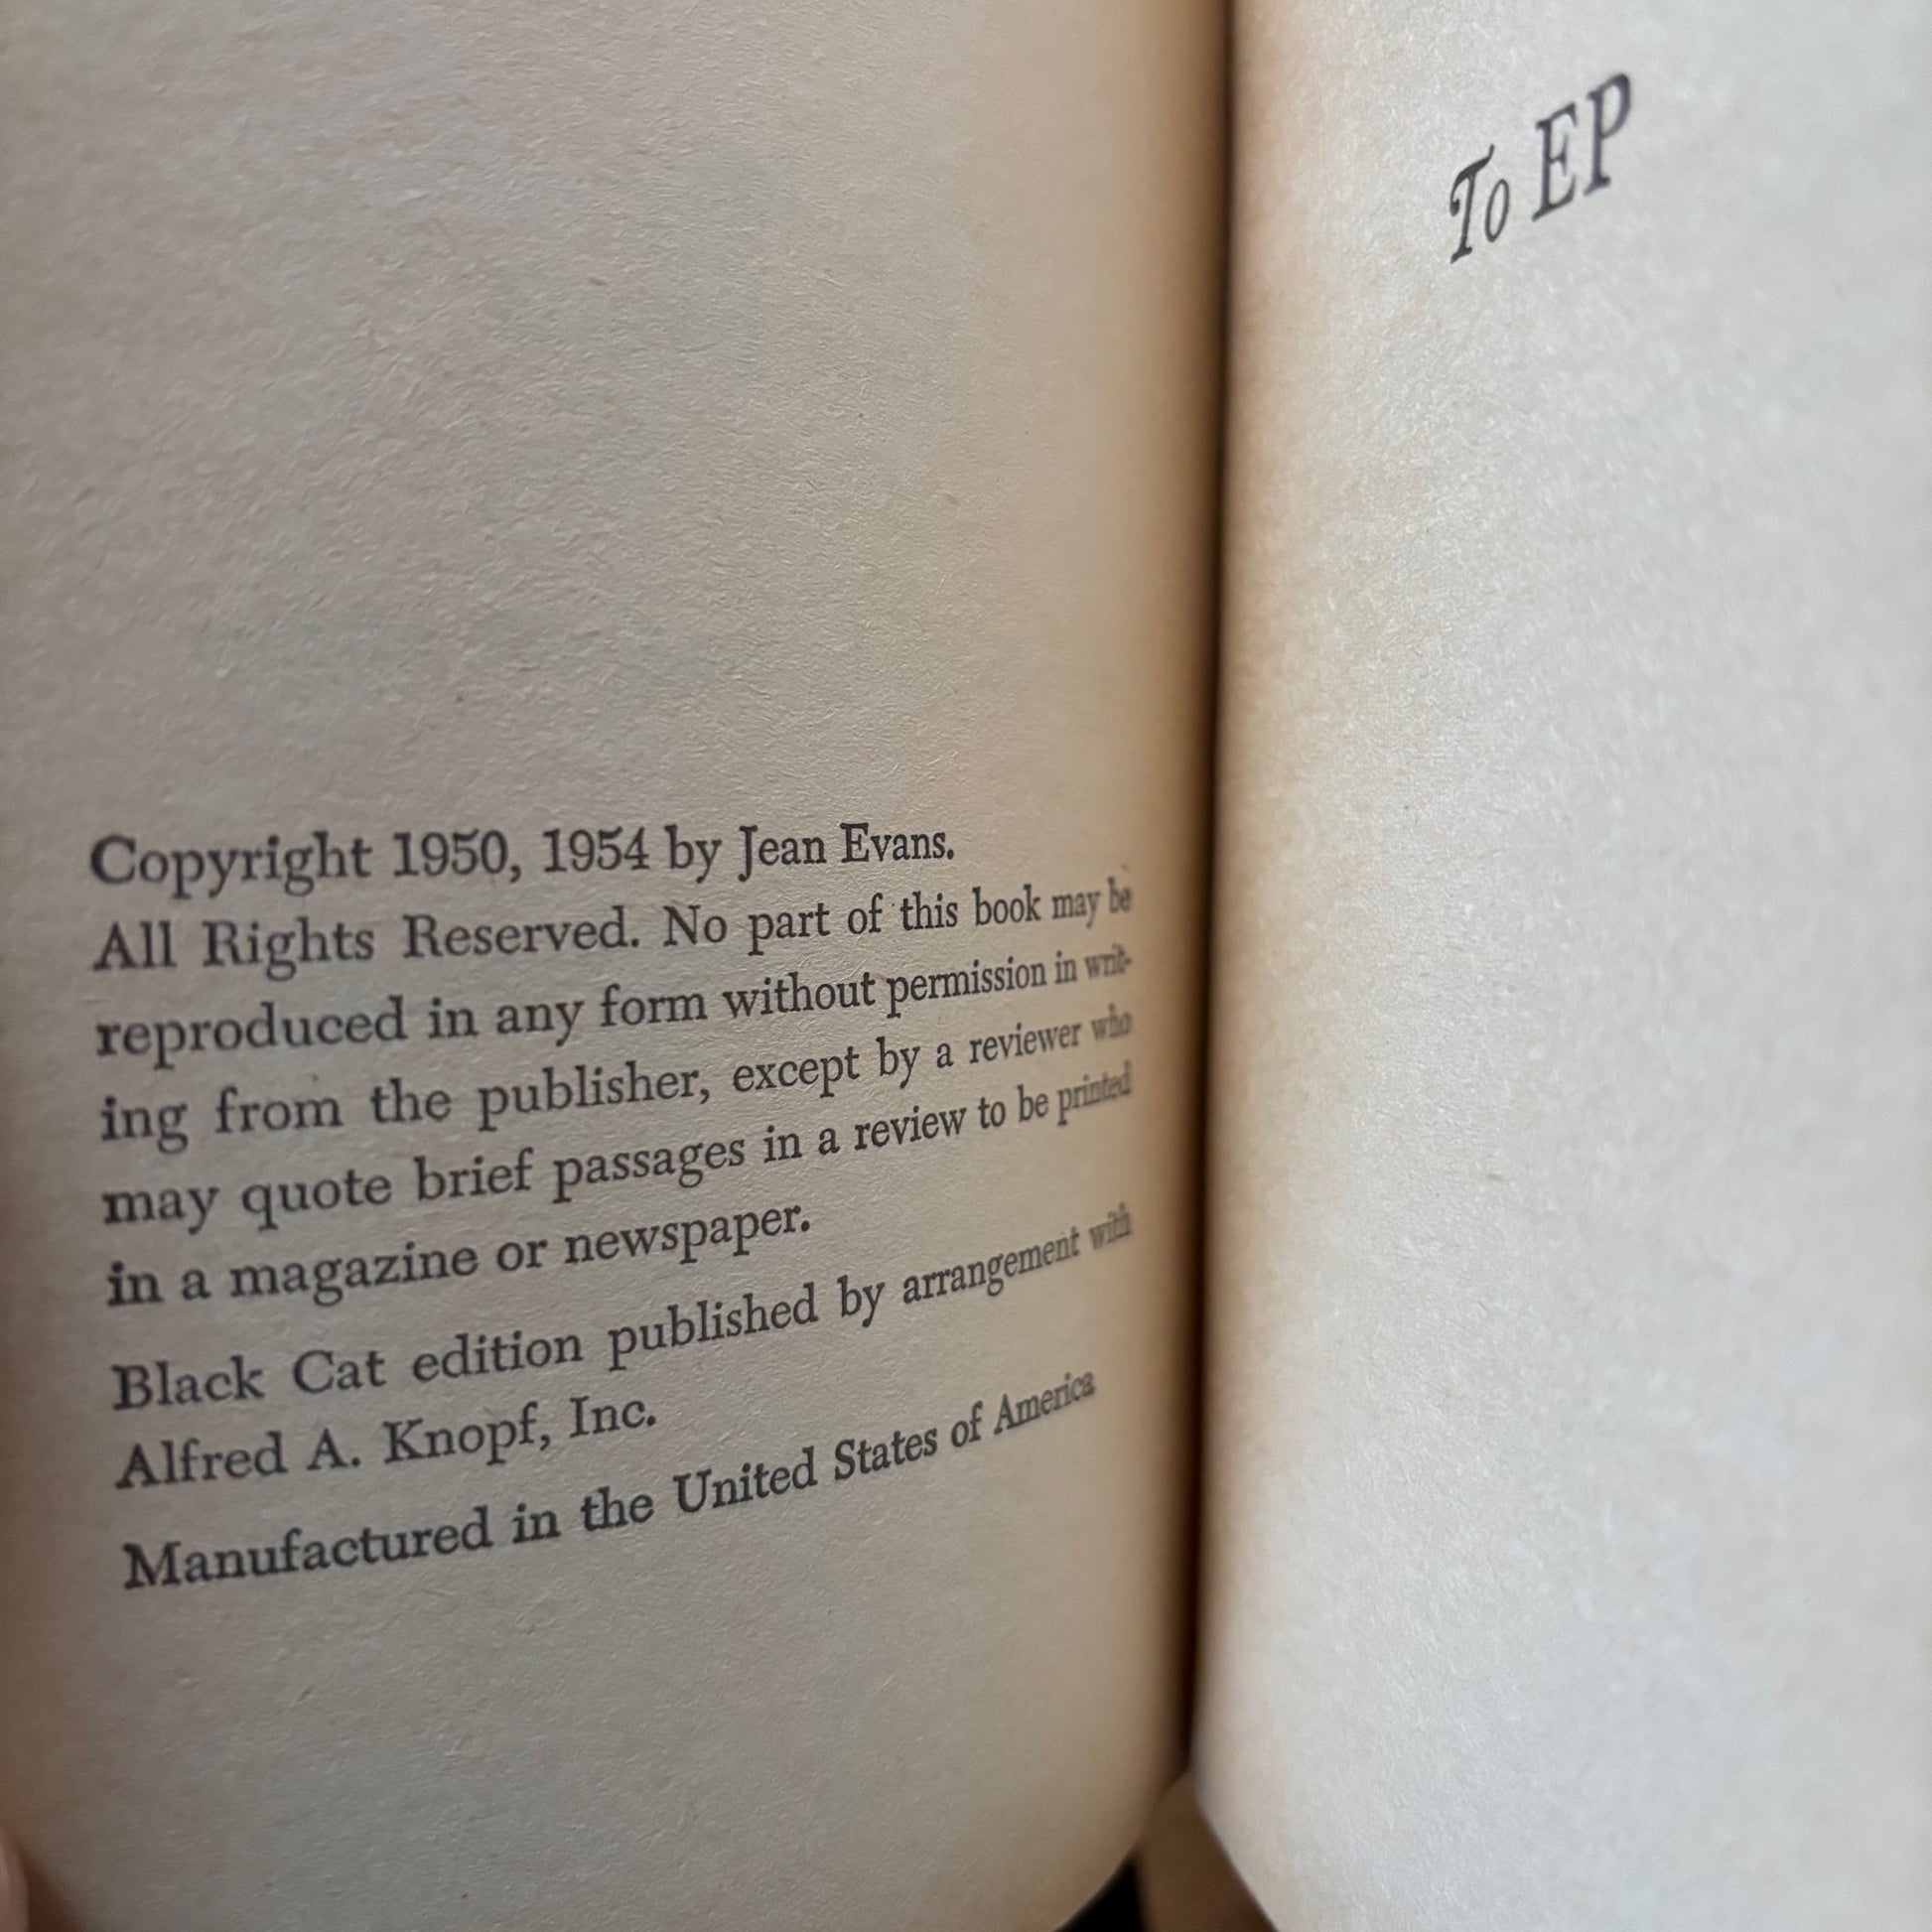 Copyright 1950, 1954 by Jean Evans.
All Rights Reserved. No part of this book may be
reproduced in any form without permission in writ-
ing from the publisher, except by a reviewer who
may quote brief passages in a review to be printed
in a magazine or newspaper.
Black Cat edition published by arrangement with
Alfred A. Knopf, Inc.
Manufactured in the United States of America
To EP